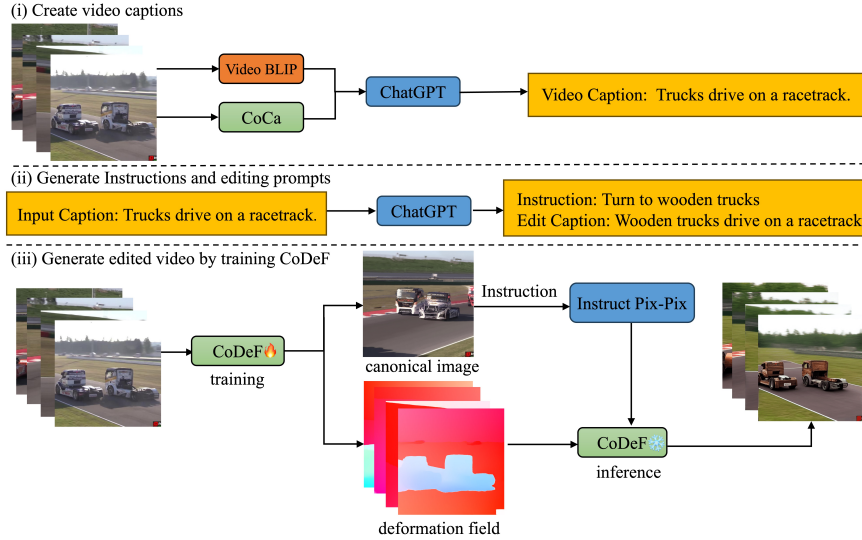 (i) Create video captions
Video BLIP
CoCa
ChatGPT
Video Caption: Trucks drive on a racetrack.
(ii) Generate Instructions and editing prompts
Input Caption: Trucks drive on a racetrack.
ChatGPT
Instruction: Turn to wooden trucks
Edit Caption: Wooden trucks drive on a racetrack
(iii) Generate edited video by training CoDeF
CoDeF
training
canonical image
Instruction
Instruct Pix-Pix
deformation field
CoDeF
inference